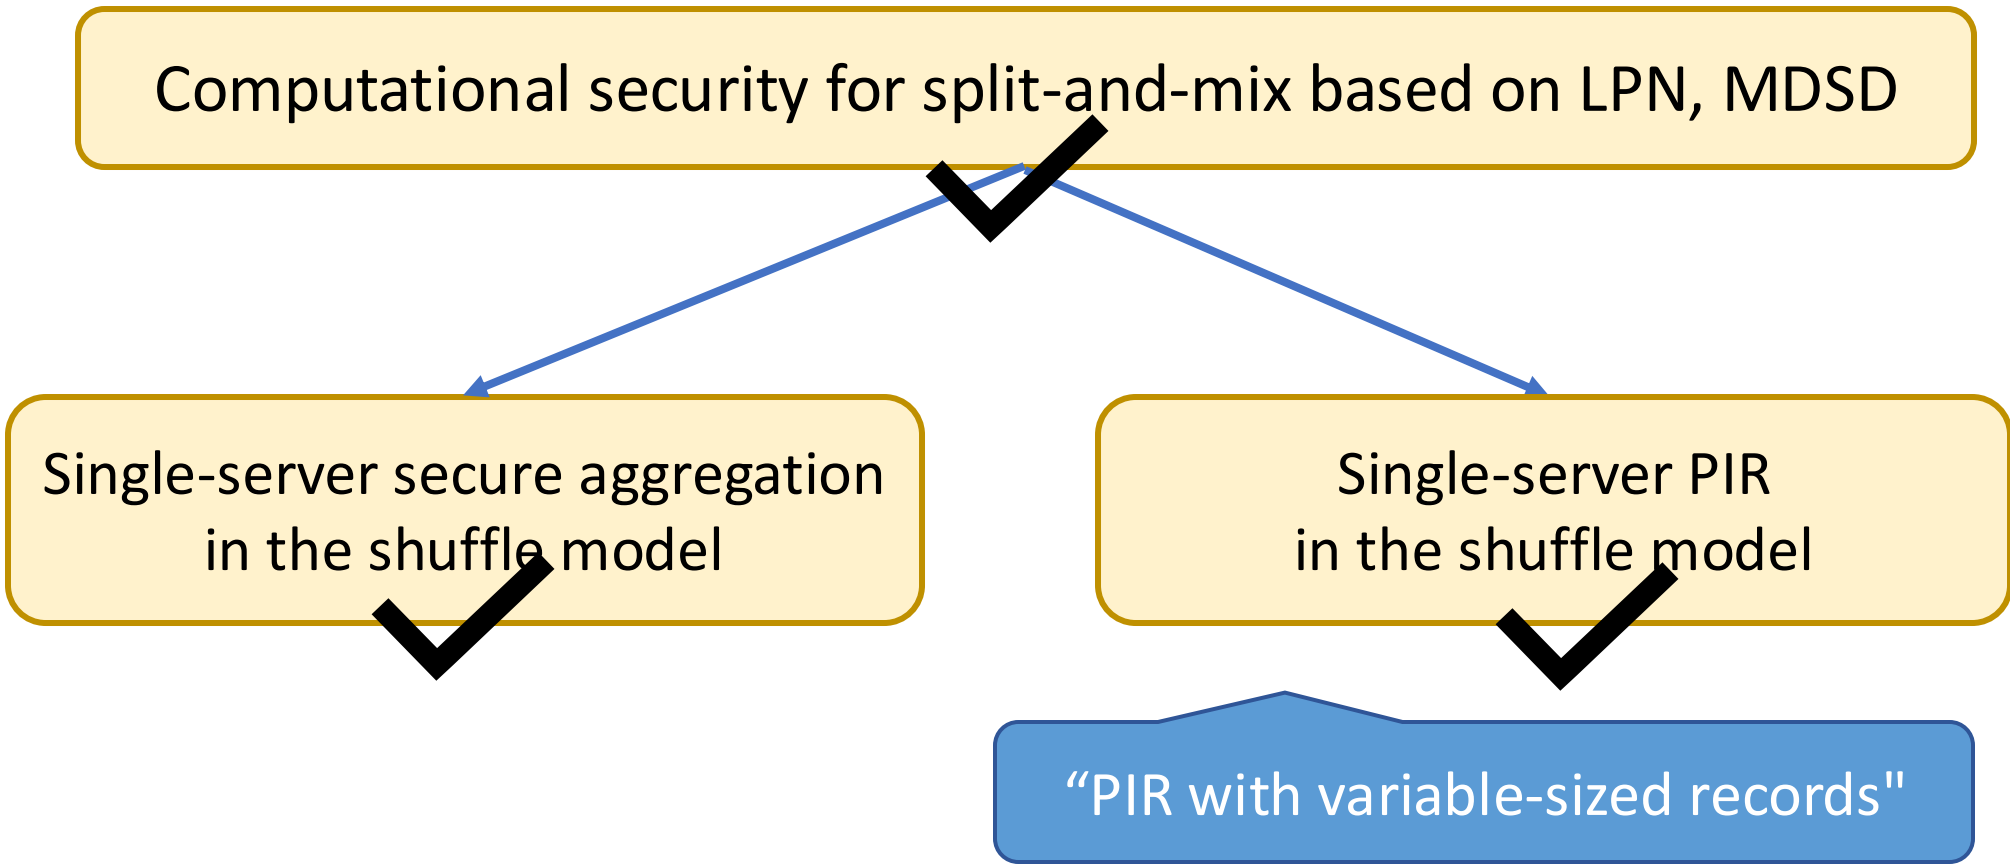 Computational security for split-and-mix based on LPN, MDSD
Single-server secure aggregation
in the shuffle model
Single-server PIR
in the shuffle model
“PIR with variable-sized records"